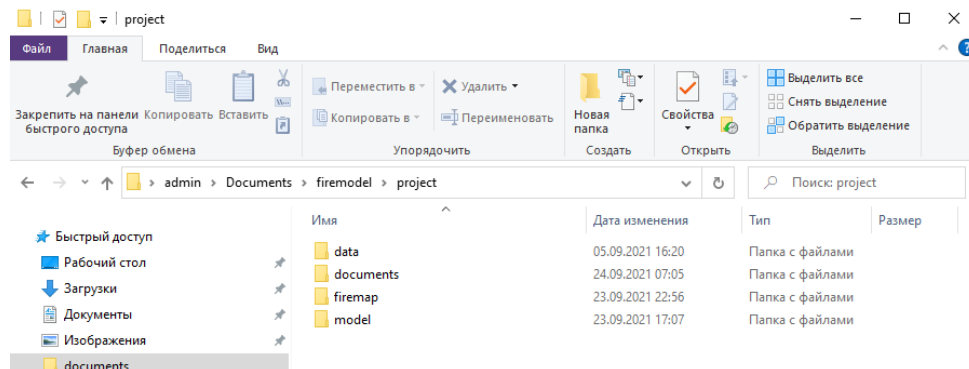 project
Файл Главная Поделиться Вид
Закрепить на панели быстрого доступа
Копировать
Вставить
Буфер обмена
Переместить в
Копировать в
Удалить
Переименовать
Упорядочить
Новая папка
Создать
Свойства
Открыть
Выделить все
Снять выделение
Обратить выделение
Выделить
admin › Documents › firemodel › project
Поиск: project
Имя Дата изменения Тип Размер
Быстрый доступ
Рабочий стол
Загрузки
Документы
Изображения
documents
data 05.09.2021 16:20 Папка с файлами
documents 24.09.2021 07:05 Папка с файлами
firemap 23.09.2021 22:56 Папка с файлами
model 23.09.2021 17:07 Папка с файлами